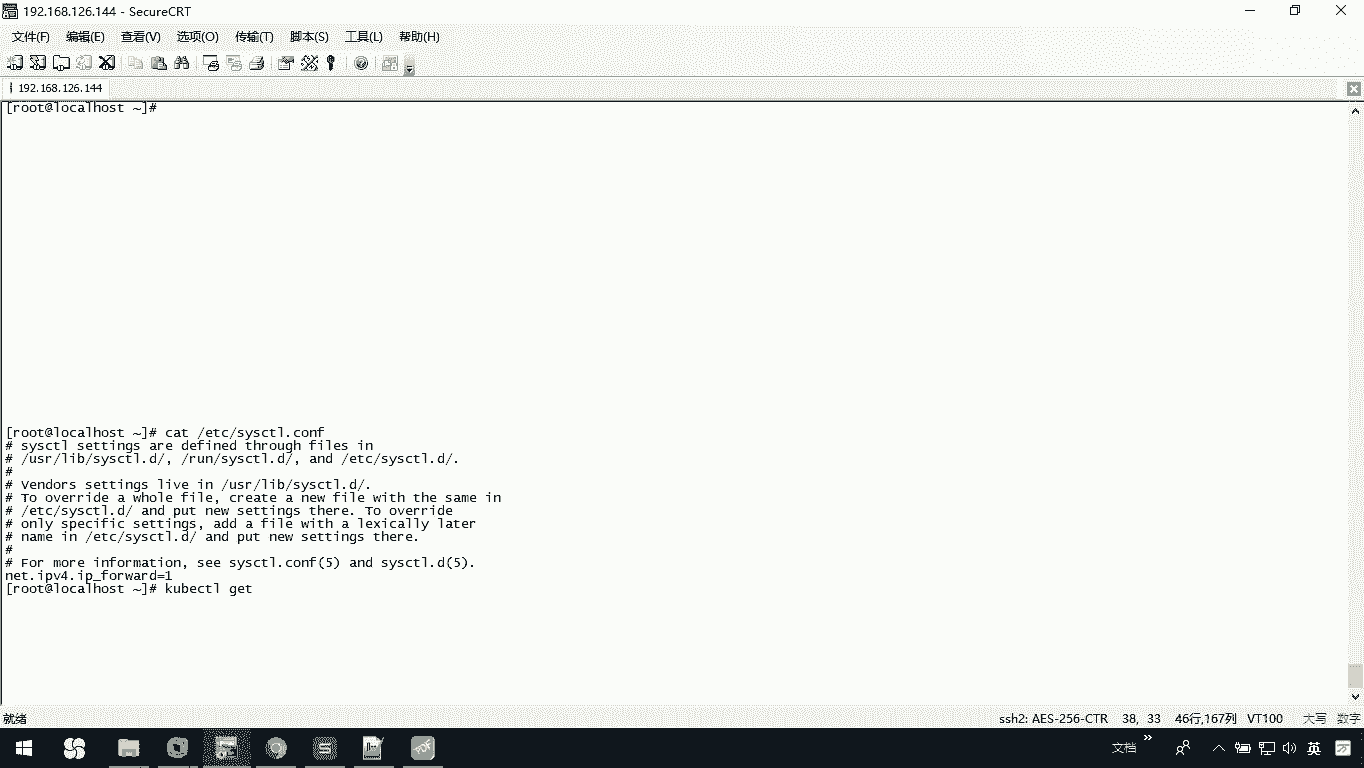 192.168.126.144 - SecureCRT
文件(F) 编辑(E) 查看(V) 选项(O) 传输(T) 脚本(S) 工具(L) 帮助(H)
192.168.126.144
[root@localhost ~]#
[root@localhost ~]# cat /etc/sysctl.conf
# sysctl settings are defined through files in
# /usr/lib/sysctl.d/, /run/sysctl.d/, and /etc/sysctl.d/.
#
# Vendors settings live in /usr/lib/sysctl.d/.
# To override a whole file, create a new file with the same in
# /etc/sysctl.d/ and put new settings there. To override
# only specific settings, add a file with a lexically later
# name in /etc/sysctl.d/ and put new settings there.
#
# For more information, see sysctl.conf(5) and sysctl.d(5).
net.ipv4.ip_forward=1
[root@localhost ~]# kubectl get
就绪 ssh2: AES-256-CTR 38, 33 46行,167列 VT100 大写 数字
文档 » 英